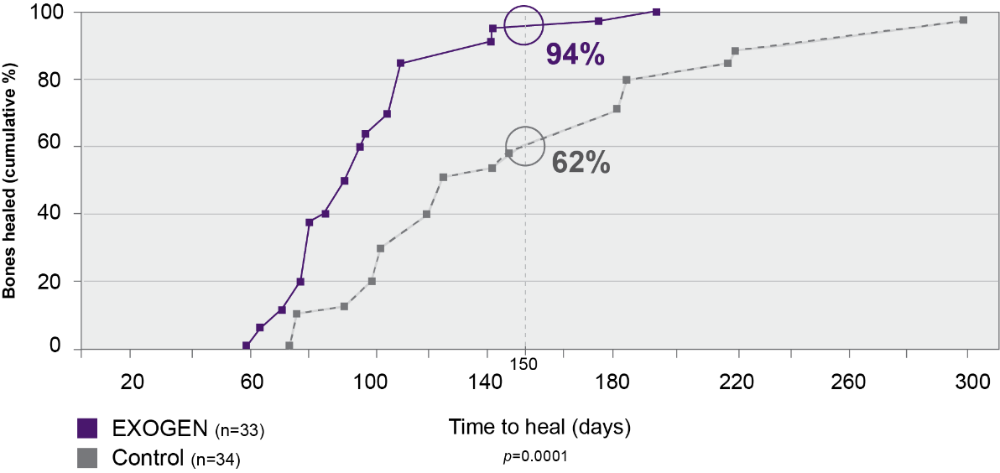 100
80
60
40
20
0
Bones healed (cumulative %)
94%
62%
150
20 60 100 140 180 220 260 300
EXOGEN (n=33)
Control (n=34)
Time to heal (days)
p=0.0001